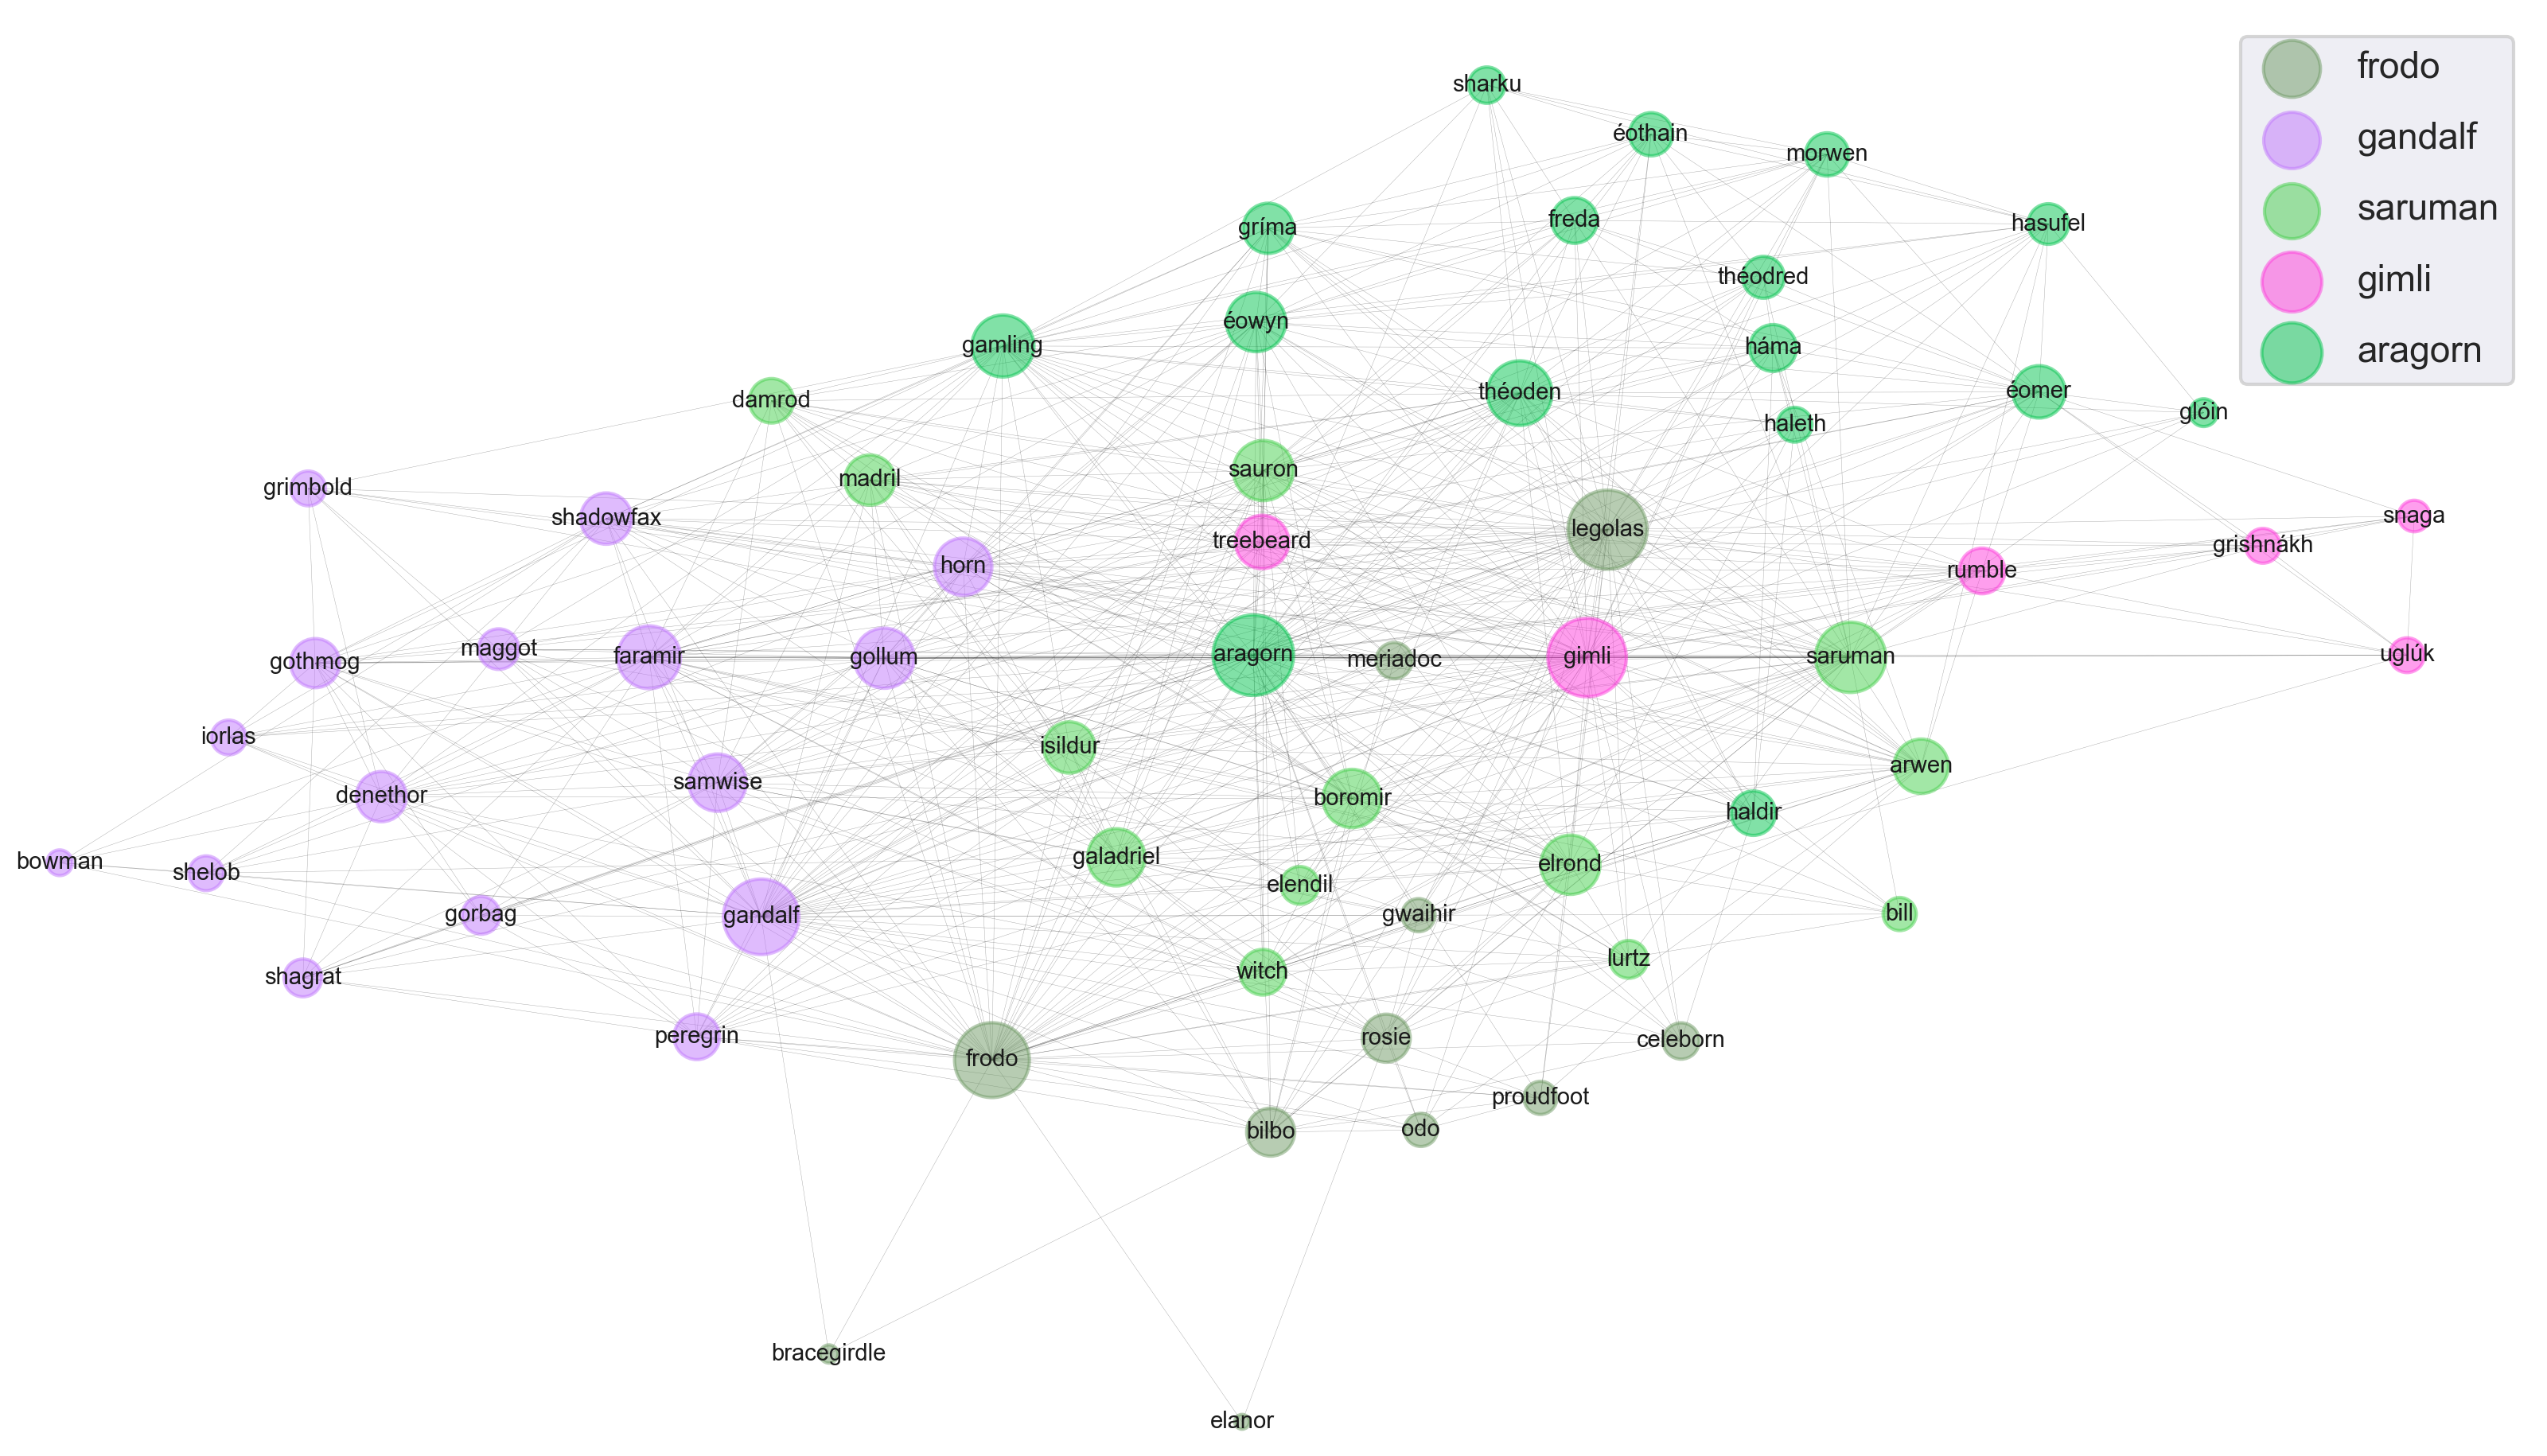 sharku
frodo
éothain
gandalf
morwen
saruman
freda
hasufel
gríma
théodred
gimli
éowyn
gamling
háma
aragorn
théoden
éomer
damrod
glóin
haleth
sauron
madril
grimbold
shadowfax
legolas
snaga
treebeard
grishnákh
horn
rumble
maggot
gothmog
faramir
gollum
aragorn
meriadoc
gimli
saruman
uglúk
iorlas
isildur
arwen
samwise
denethor
boromir
haldir
galadriel
elrond
bowman
shelob
elendil
gorbag
gandalf
gwaihir
bill
lurtz
witch
shagrat
peregrin
rosie
celeborn
frodo
proudfoot
bilbo
odo
bracegirdle
elanor